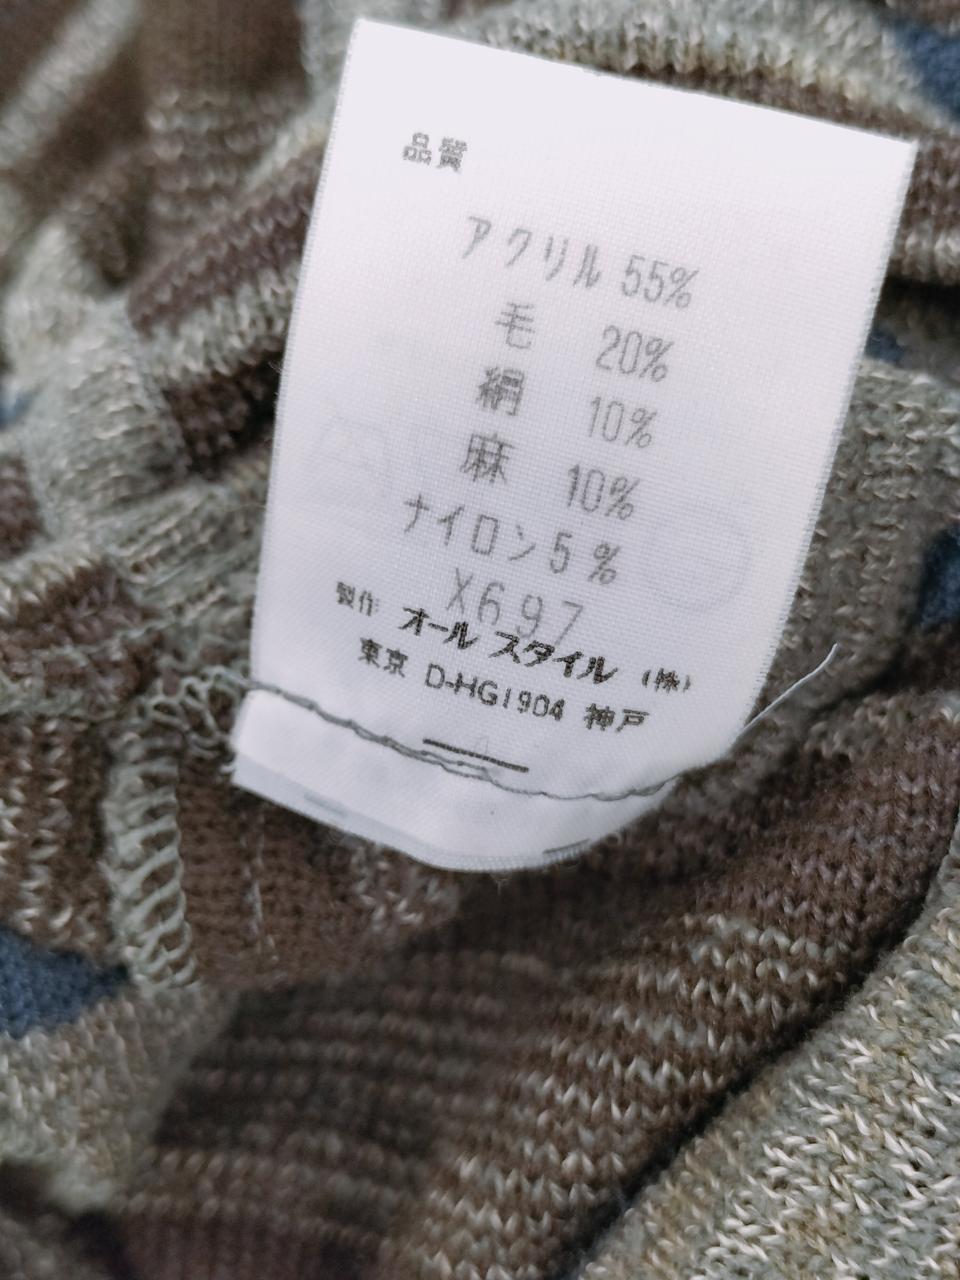 品質
アクリル 55%
毛 20%
絹 10%
麻 10%
ナイロン 5%
X697
製作 オールスタイル (株)
東京 D-HG1904 神戸